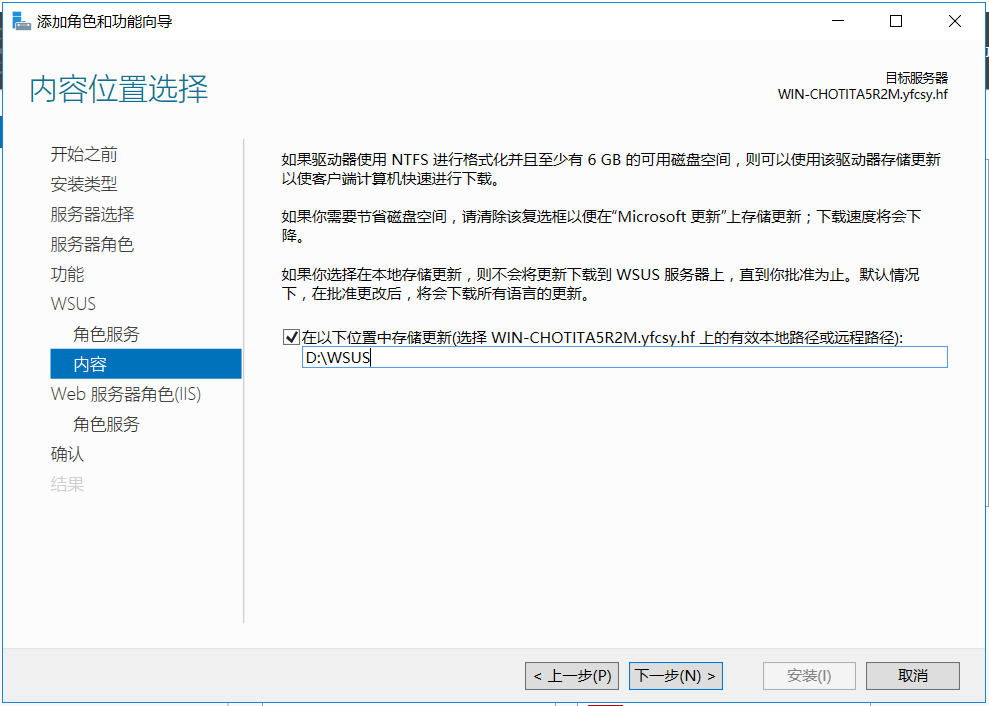 添加角色和功能向导
内容位置选择
目标服务器
WIN-CHOTITA5R2M.yfcsy.hf
开始之前
安装类型
服务器选择
服务器角色
功能
WSUS
角色服务
内容
Web 服务器角色(IIS)
角色服务
确认
结果
如果驱动器使用 NTFS 进行格式化并且至少有 6 GB 的可用磁盘空间，则可以使用该驱动器存储更新
以使客户端计算机快速进行下载。
如果你需要节省磁盘空间，请清除该复选框以便在"Microsoft 更新"上存储更新；下载速度将会下
降。
如果你选择在本地存储更新，则不会将更新下载到 WSUS 服务器上，直到你批准为止。默认情况
下，在批准更改后，将会下载所有语言的更新。
在以下位置中存储更新(选择 WIN-CHOTITA5R2M.yfcsy.hf 上的有效本地路径或远程路径):
D:\WSUS
< 上一步(P)
下一步(N) >
安装(I)
取消